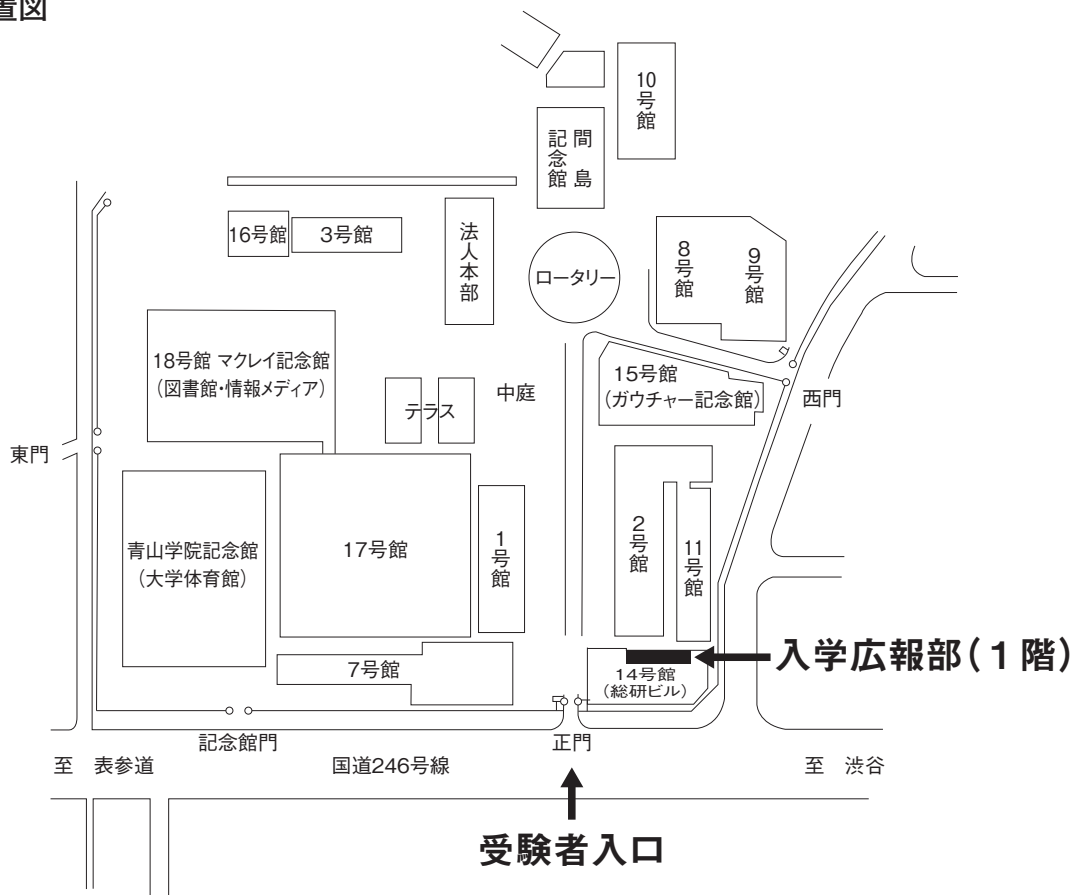 置図
10号館
間島
記念館
16号館
3号館
法人本部
ロータリー
8号館
9号館
18号館 マクレイ記念館
(図書館・情報メディア)
テラス
中庭
15号館
(ガウチャー記念館)
西門
東門
青山学院記念館
(大学体育館)
17号館
1号館
2号館
11号館
7号館
14号館
(総研ビル)
入学広報部(1階)
記念館門
正門
至 表参道
国道246号線
至 渋谷
受験者入口